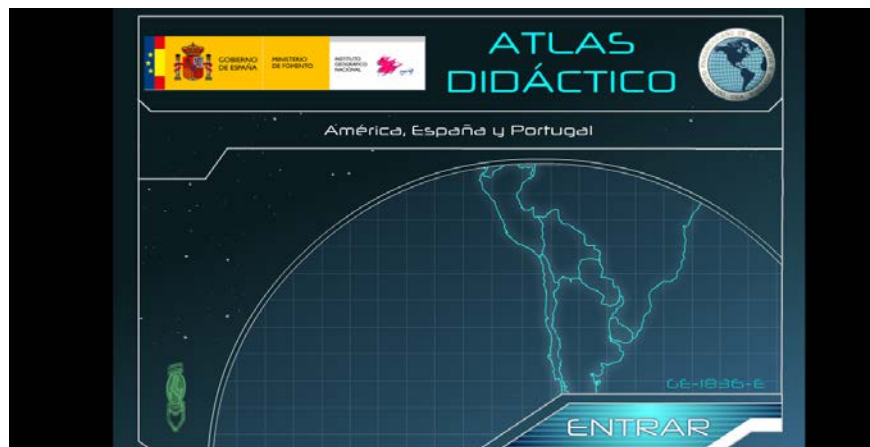 GOBIERNO
DE ESPAÑA
MINISTERIO
DE FOMENTO
INSTITUTO
GEOGRÁFICO
NACIONAL
ATLAS
DIDÁCTICO
América, España y Portugal
GE-1836-E
ENTRAR